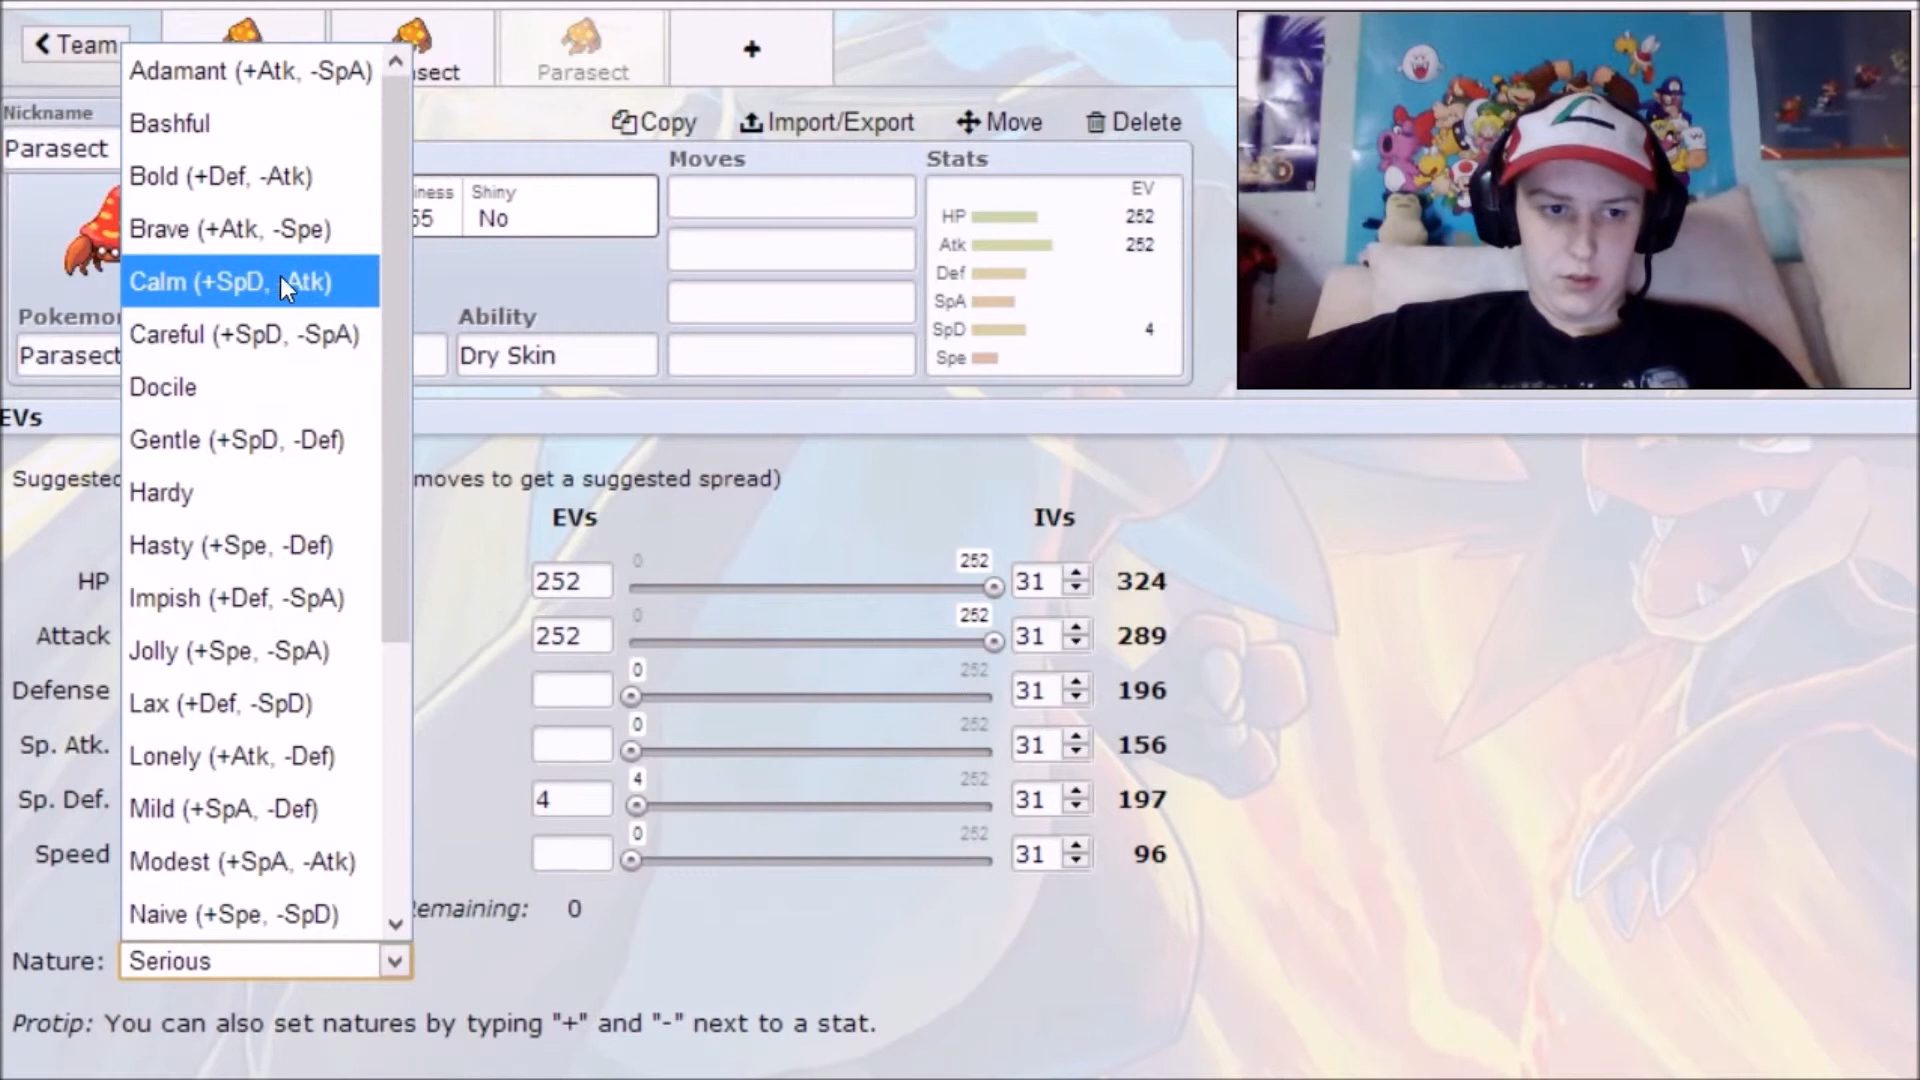 Team
sect
Parasect
+
Nickname
Parasect
Copy
Import/Export
Move
Delete
Adamant (+Atk, -SpA)
Bashful
Bold (+Def, -Atk)
Brave (+Atk, -Spe)
Calm (+SpD, -Atk)
Careful (+SpD, -SpA)
Docile
Gentle (+SpD, -Def)
Hardy
Hasty (+Spe, -Def)
Impish (+Def, -SpA)
Jolly (+Spe, -SpA)
Lax (+Def, -SpD)
Lonely (+Atk, -Def)
Mild (+SpA, -Def)
Modest (+SpA, -Atk)
Naive (+Spe, -SpD)
iness
55
Shiny
No
Pokemo
Parasect
Ability
Dry Skin
Moves
Stats
EV
HP 252
Atk 252
Def
SpA
SpD 4
Spe
EVs
Suggested moves to get a suggested spread)
EVs IVs
0 252
HP 252 31 324
0 252
Attack 252 31 289
0 252
Defense 31 196
0 252
Sp. Atk. 31 156
4 252
Sp. Def. 4 31 197
0 252
Speed 31 96
Remaining: 0
Nature: Serious
Protip: You can also set natures by typing "+" and "-" next to a stat.